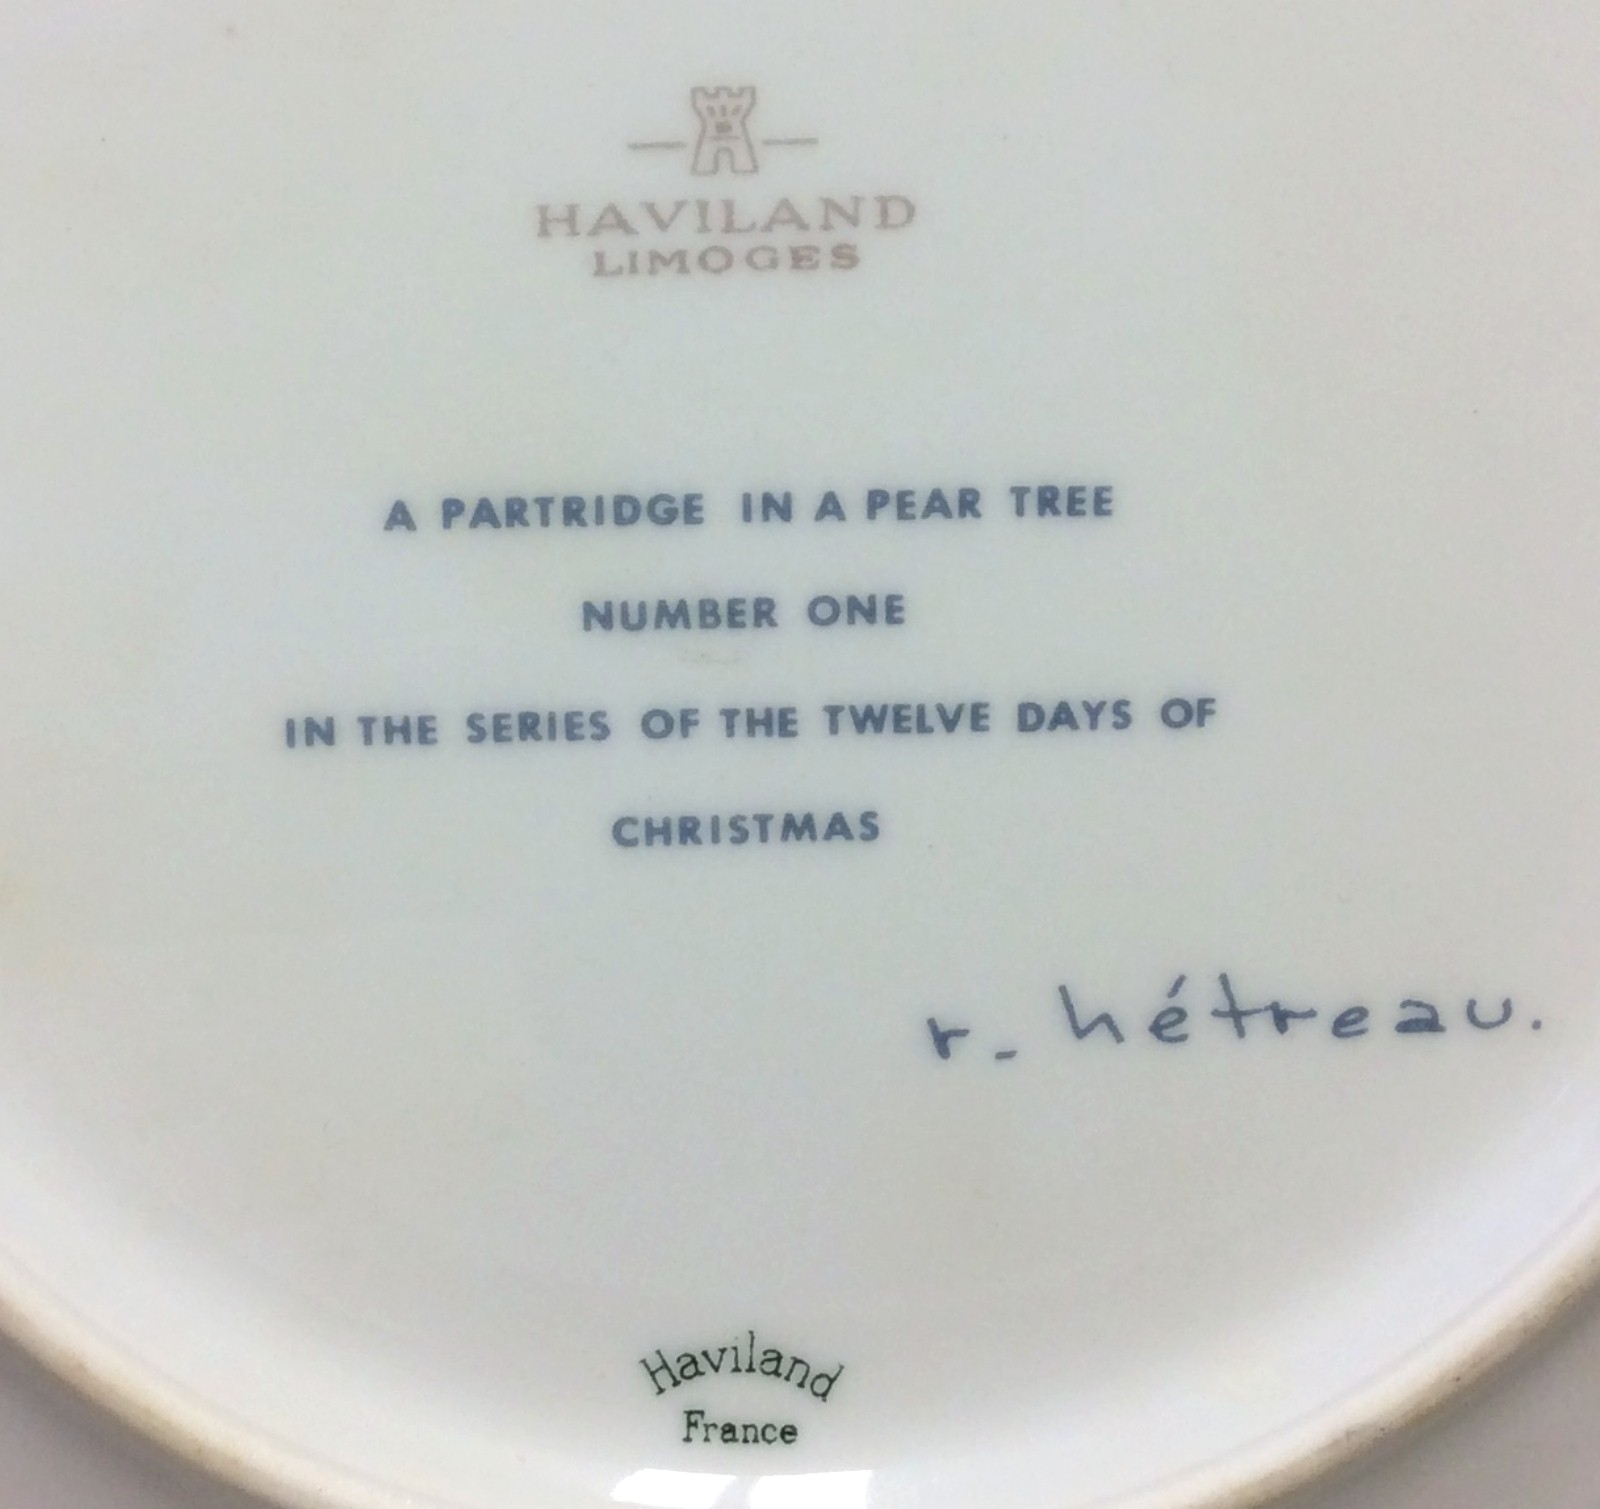 HAVILAND
LIMOGES
A PARTRIDGE IN A PEAR TREE
NUMBER ONE
IN THE SERIES OF THE TWELVE DAYS OF
CHRISTMAS
r. hétreau.
Haviland
France